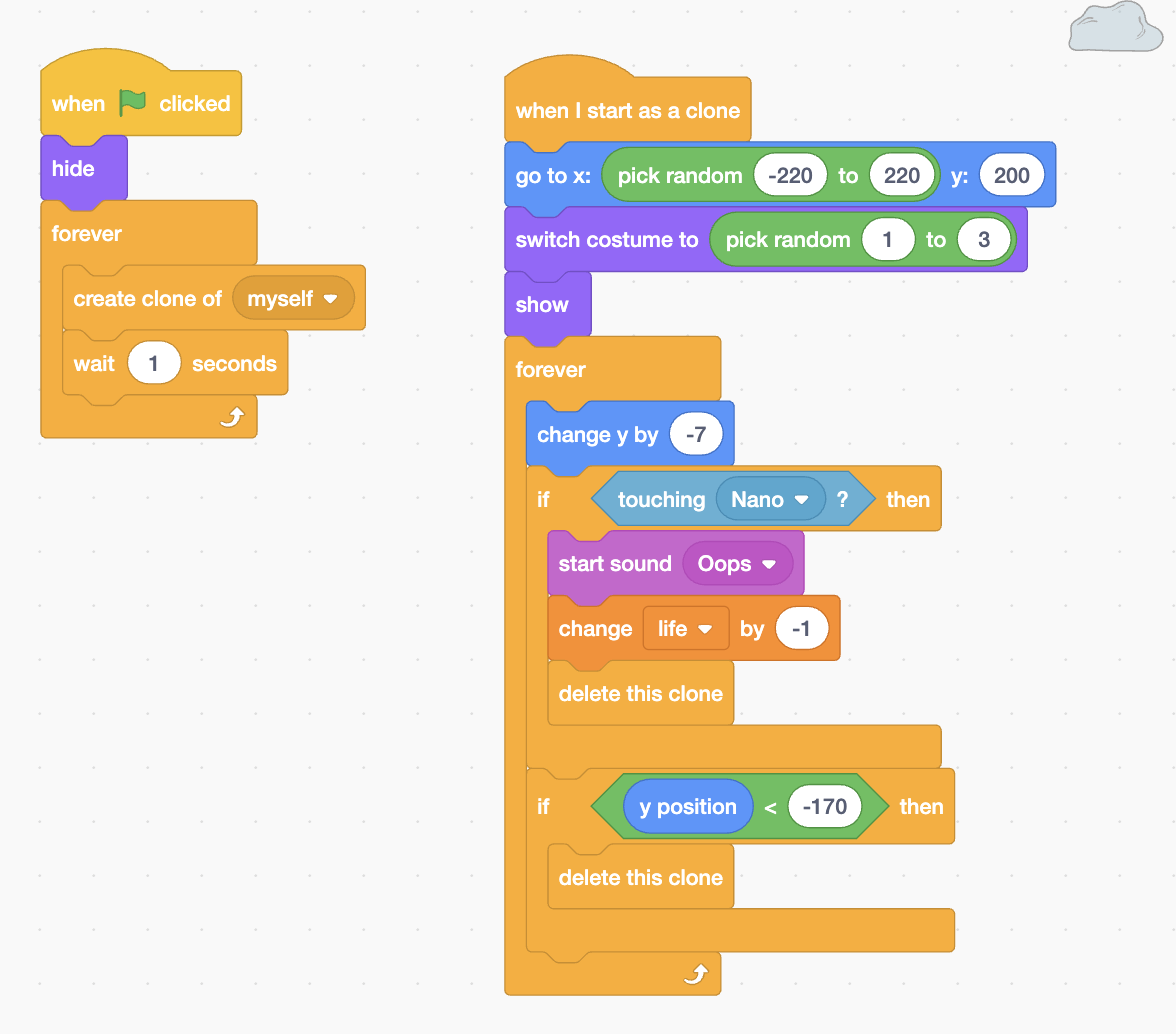 when clicked
hide
forever
create clone of myself
wait 1 seconds
when I start as a clone
go to x: pick random -220 to 220 y: 200
switch costume to pick random 1 to 3
show
forever
change y by -7
if touching Nano ? then
start sound Oops
change life by -1
delete this clone
if y position < -170 then
delete this clone